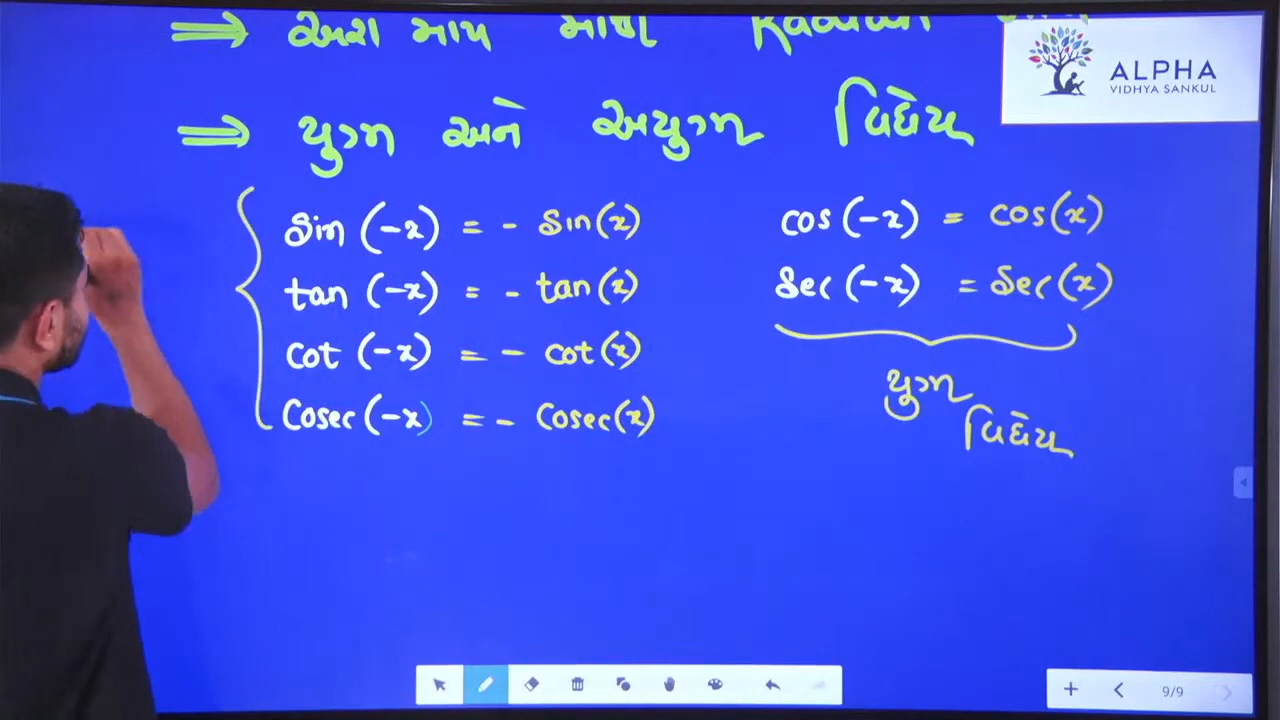 ⇒ અંશ માપ માંથી Radian માપ
ALPHA
VIDHYA SANKUL
⇒ યુગ્મ અને અયુગ્મ વિધેય
sin (-x) = - sin(x)
cos (-x) = cos(x)
tan (-x) = - tan(x)
sec (-x) = sec(x)
cot (-x) = - cot(x)
cosec (-x) = - cosec(x)
યુગ્મ
વિધેય
9/9